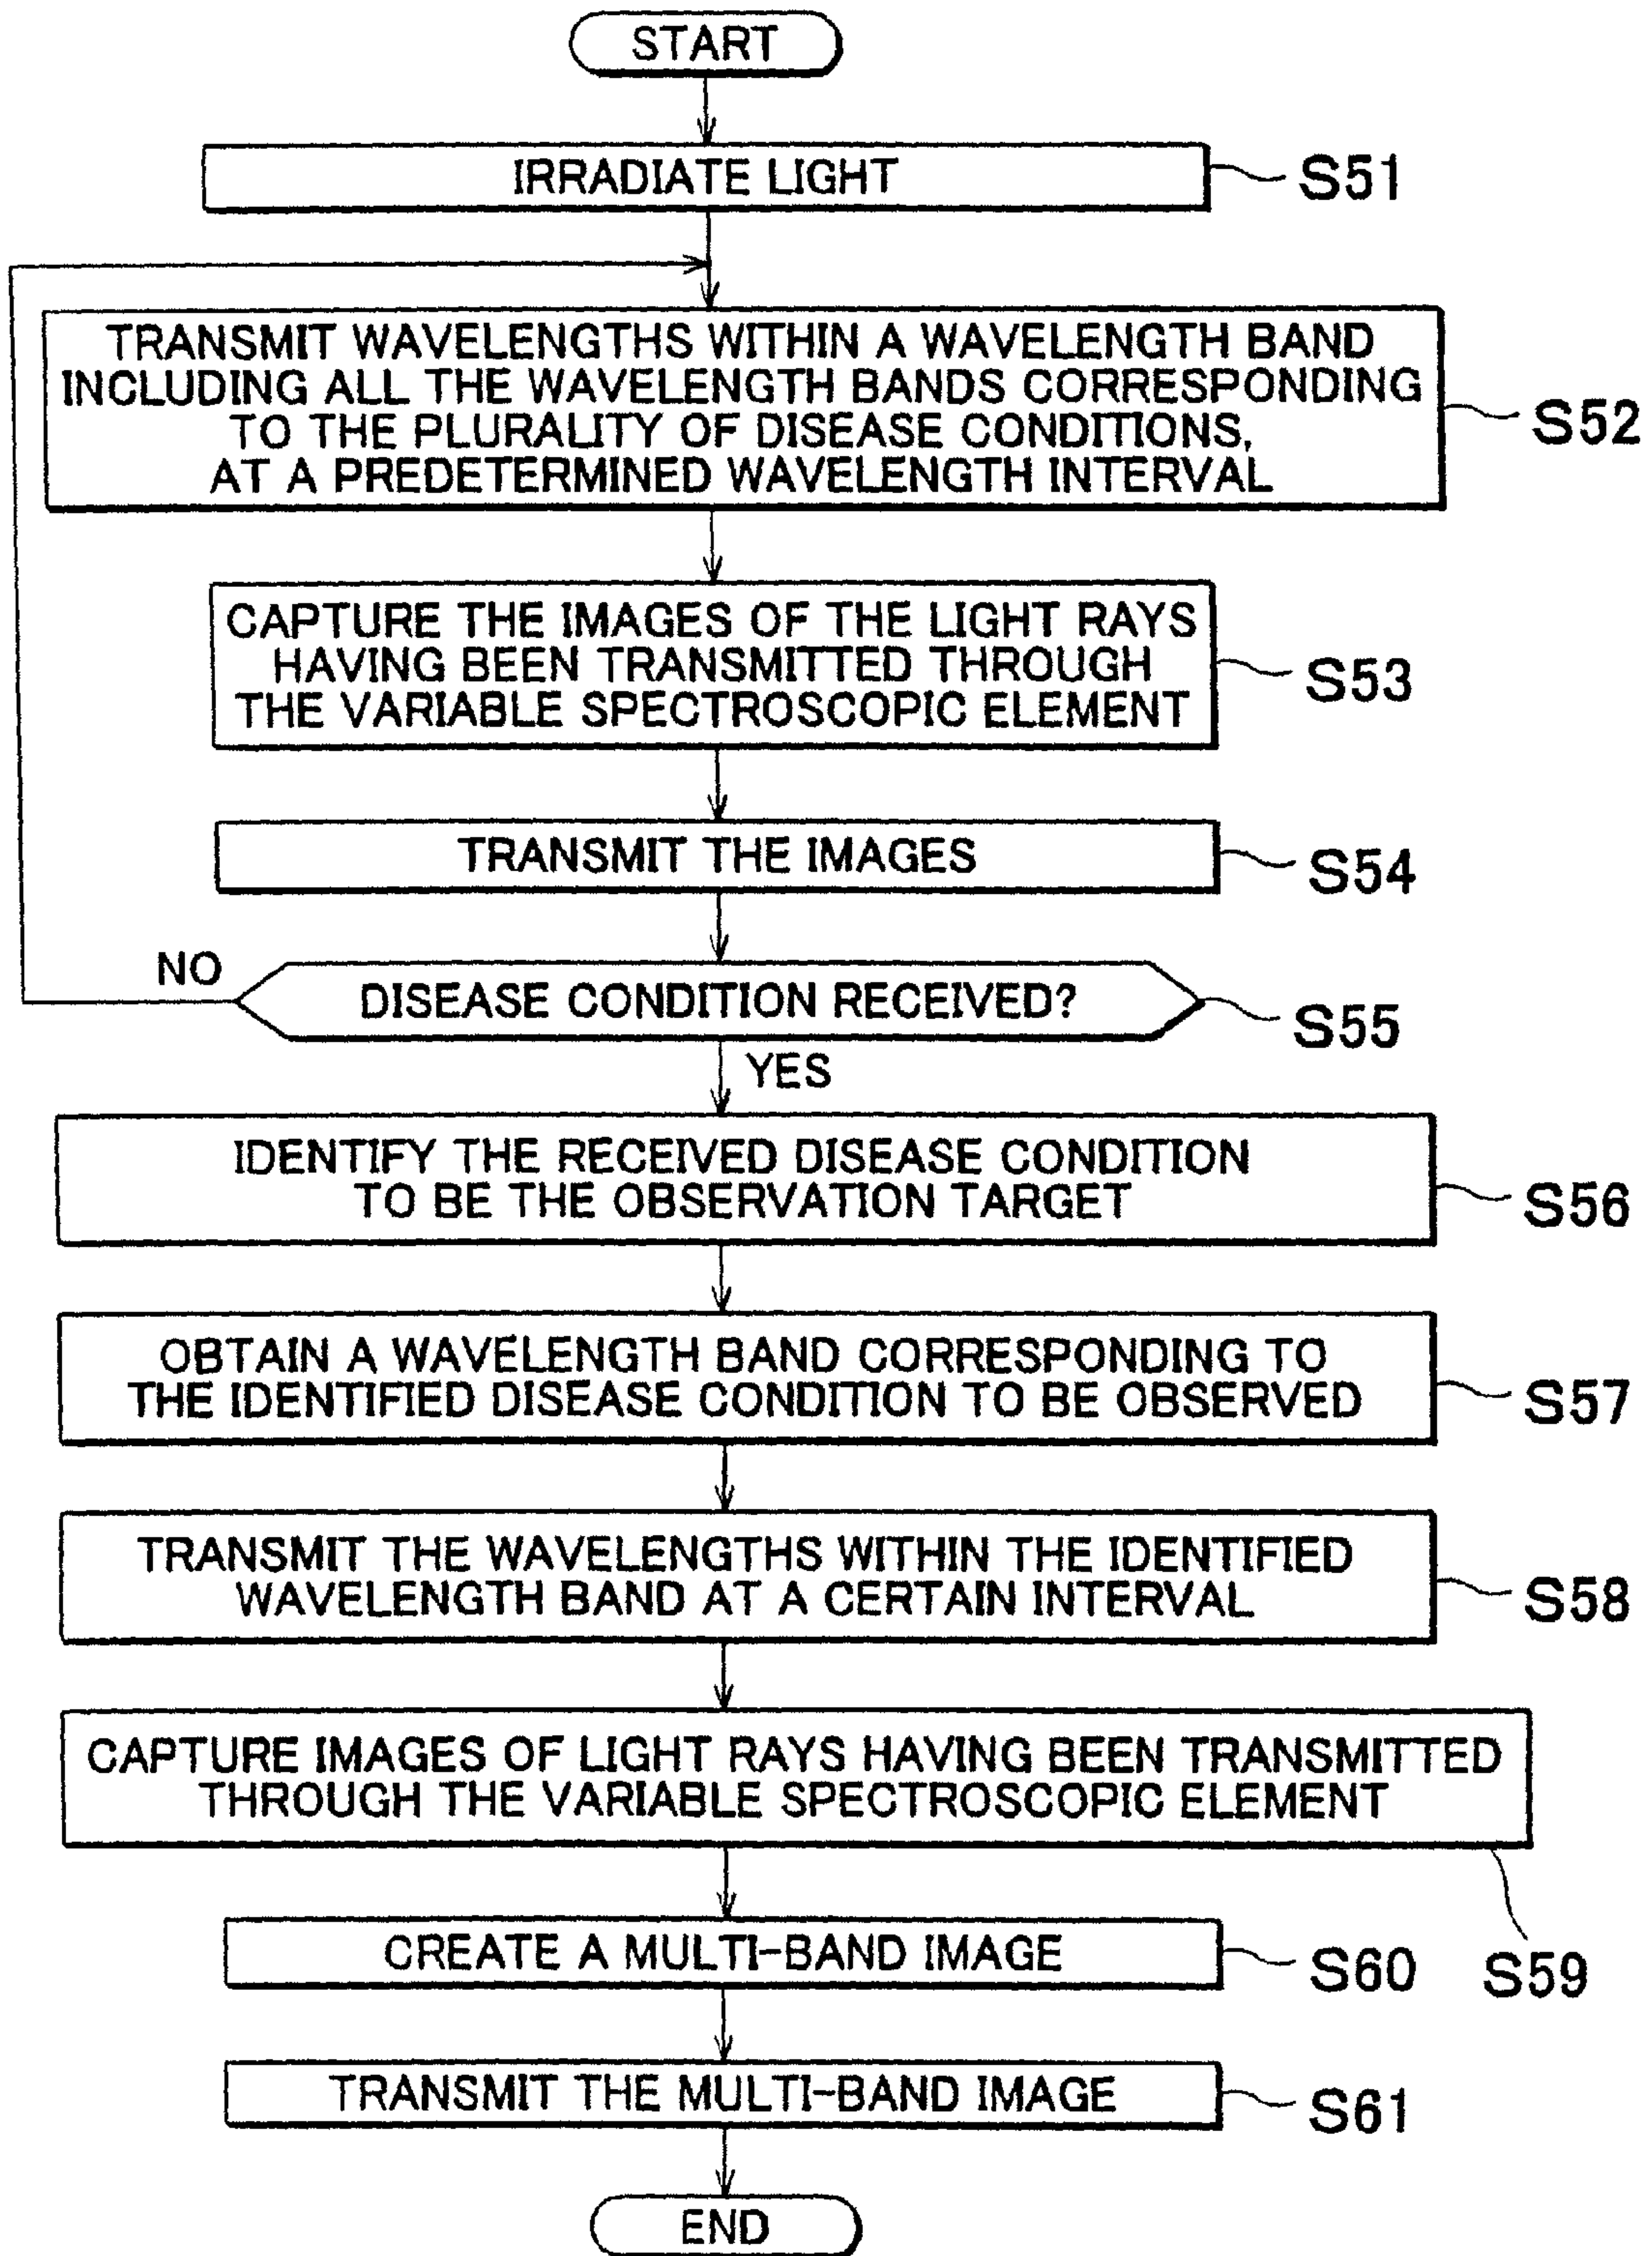 START
IRRADIATE LIGHT
S51
TRANSMIT WAVELENGTHS WITHIN A WAVELENGTH BAND
INCLUDING ALL THE WAVELENGTH BANDS CORRESPONDING
TO THE PLURALITY OF DISEASE CONDITIONS,
AT A PREDETERMINED WAVELENGTH INTERVAL
S52
CAPTURE THE IMAGES OF THE LIGHT RAYS
HAVING BEEN TRANSMITTED THROUGH
THE VARIABLE SPECTROSCOPIC ELEMENT
S53
TRANSMIT THE IMAGES
S54
NO
DISEASE CONDITION RECEIVED?
S55
YES
IDENTIFY THE RECEIVED DISEASE CONDITION
TO BE THE OBSERVATION TARGET
S56
OBTAIN A WAVELENGTH BAND CORRESPONDING TO
THE IDENTIFIED DISEASE CONDITION TO BE OBSERVED
S57
TRANSMIT THE WAVELENGTHS WITHIN THE IDENTIFIED
WAVELENGTH BAND AT A CERTAIN INTERVAL
S58
CAPTURE IMAGES OF LIGHT RAYS HAVING BEEN TRANSMITTED
THROUGH THE VARIABLE SPECTROSCOPIC ELEMENT
S59
CREATE A MULTI-BAND IMAGE
S60
TRANSMIT THE MULTI-BAND IMAGE
S61
END